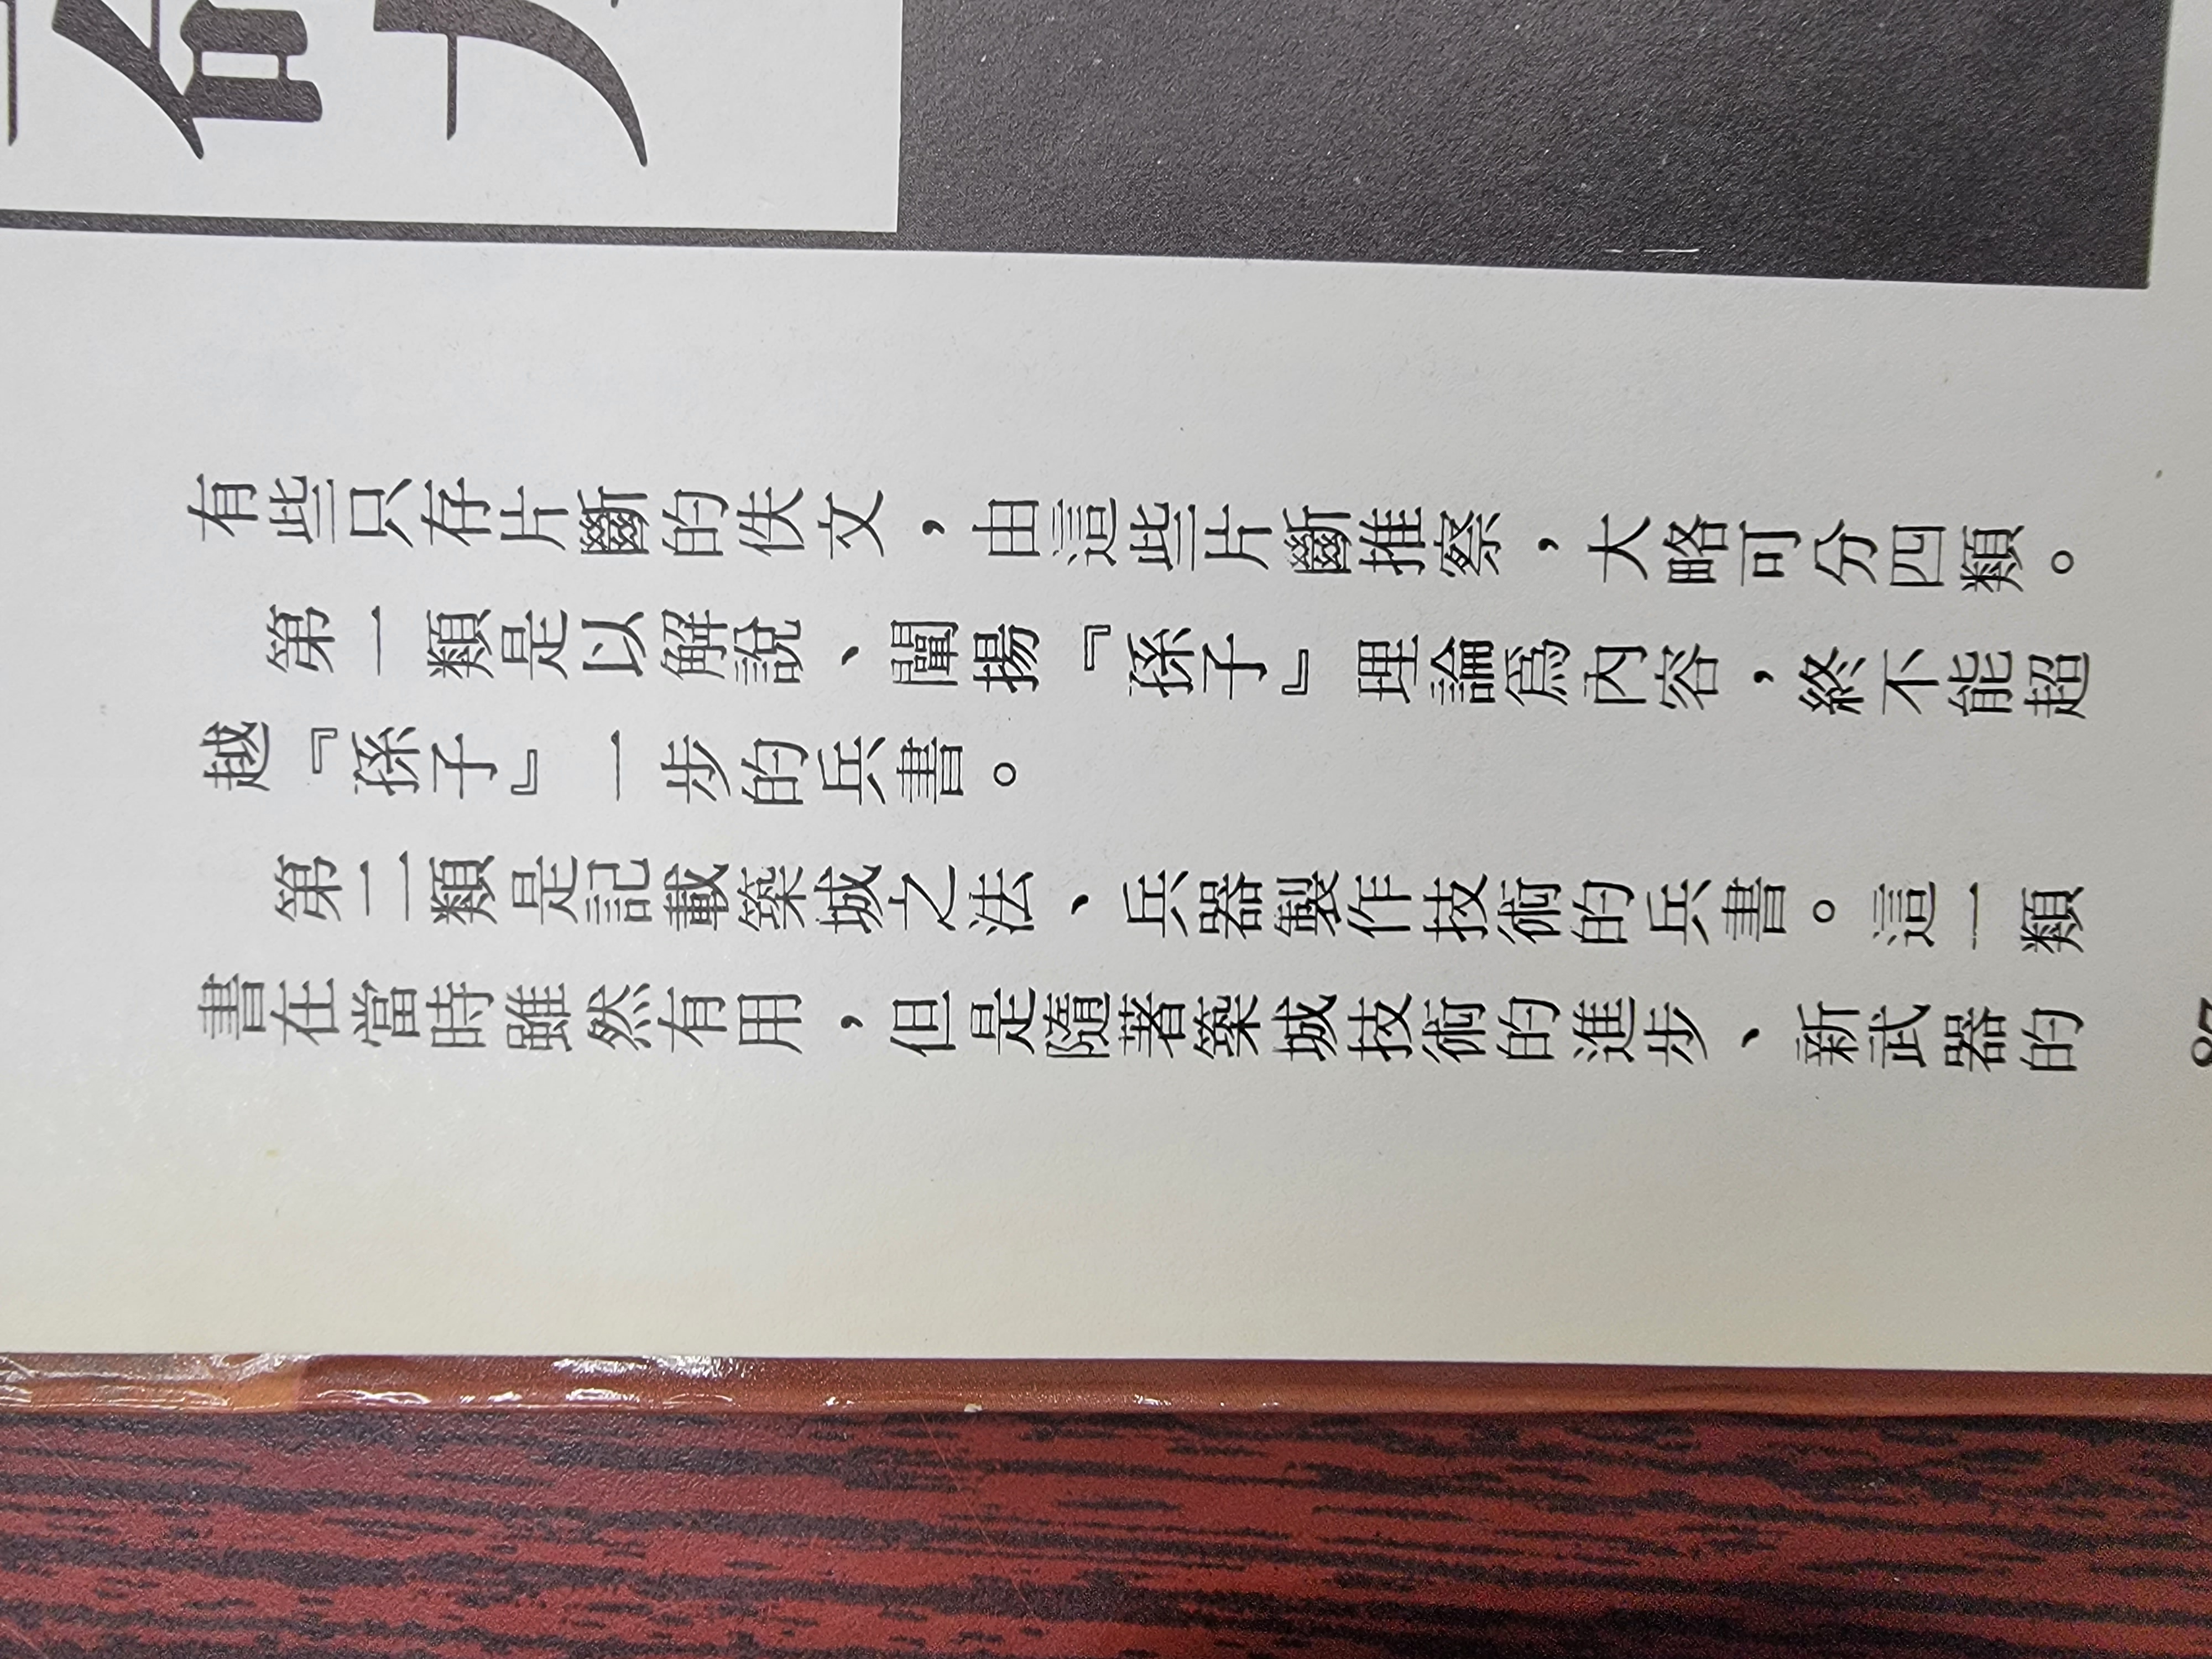 有些只存片斷的佚文，由這些片斷推察，大略可分四類。
第一類是以解說、闡揚『孫子』理論爲內容，終不能超
越『孫子』一步的兵書。
第二類是記載築城之法、兵器製作技術的兵書。這一類
書在當時雖然有用，但是隨著築城技術的進步、新武器的
87